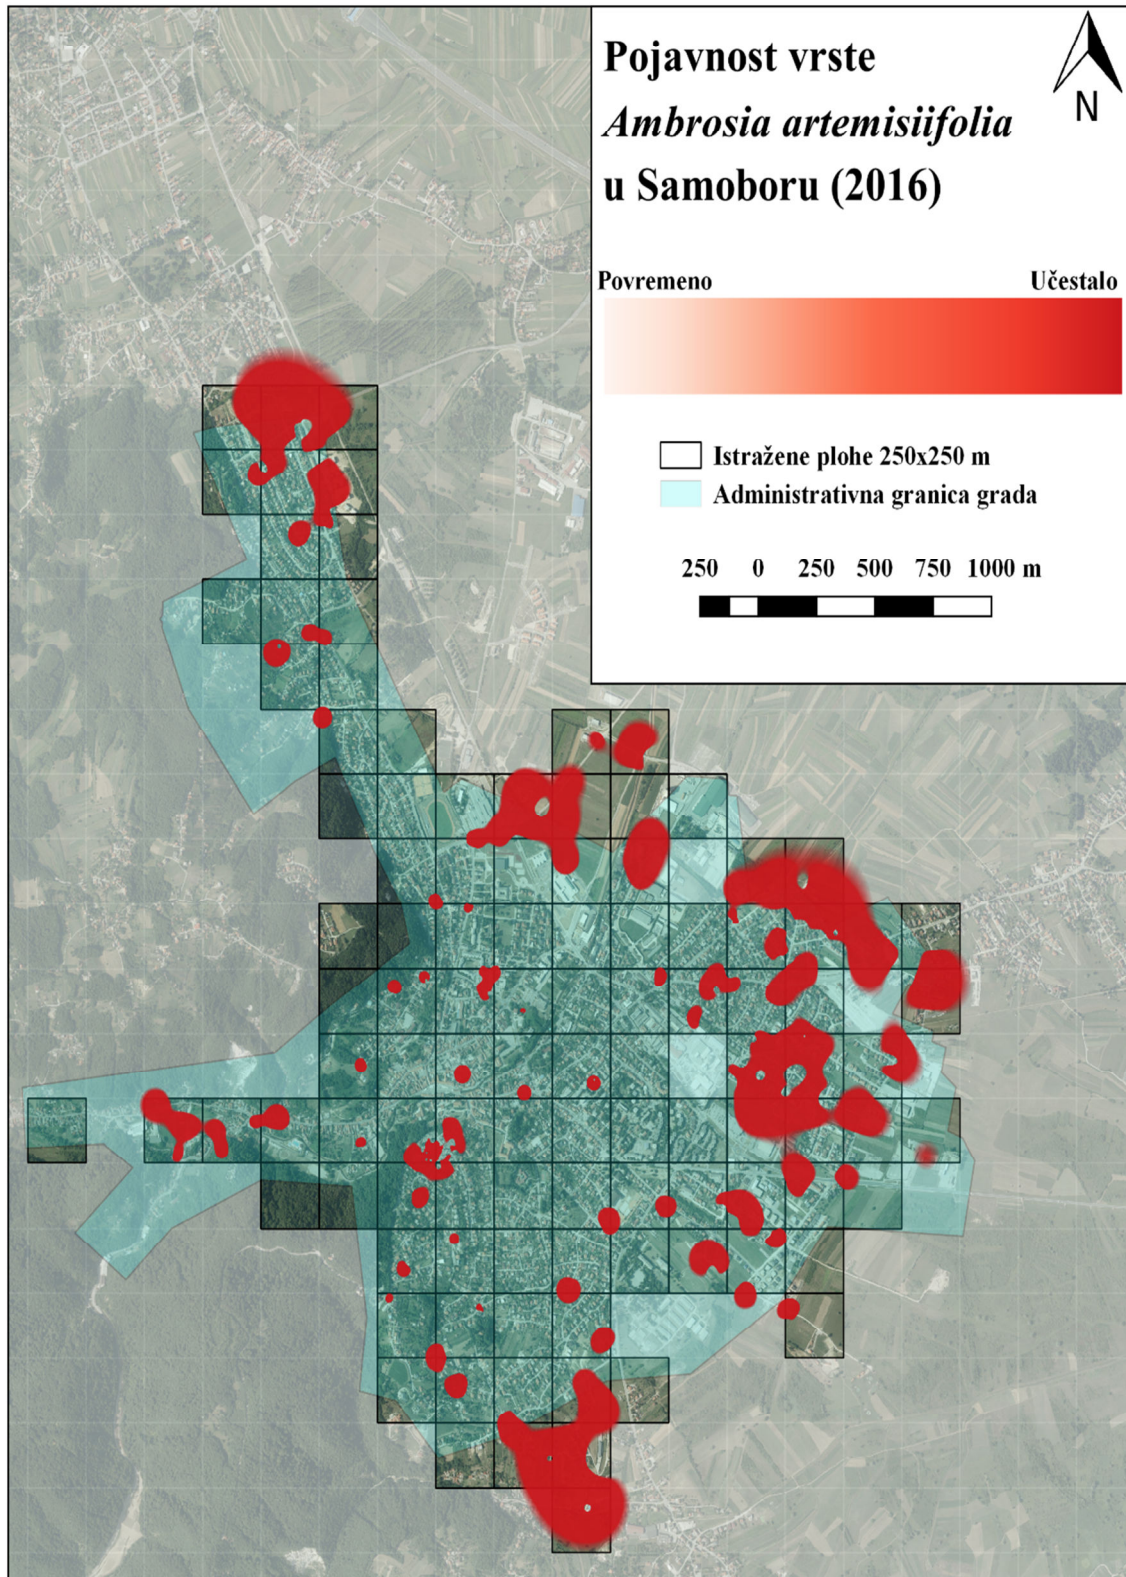 Pojavnost vrste
Ambrosia artemisiifolia
u Samoboru (2016)
N
Povremeno Učestalo
Istražene plohe 250x250 m
Administrativna granica grada
250 0 250 500 750 1000 m